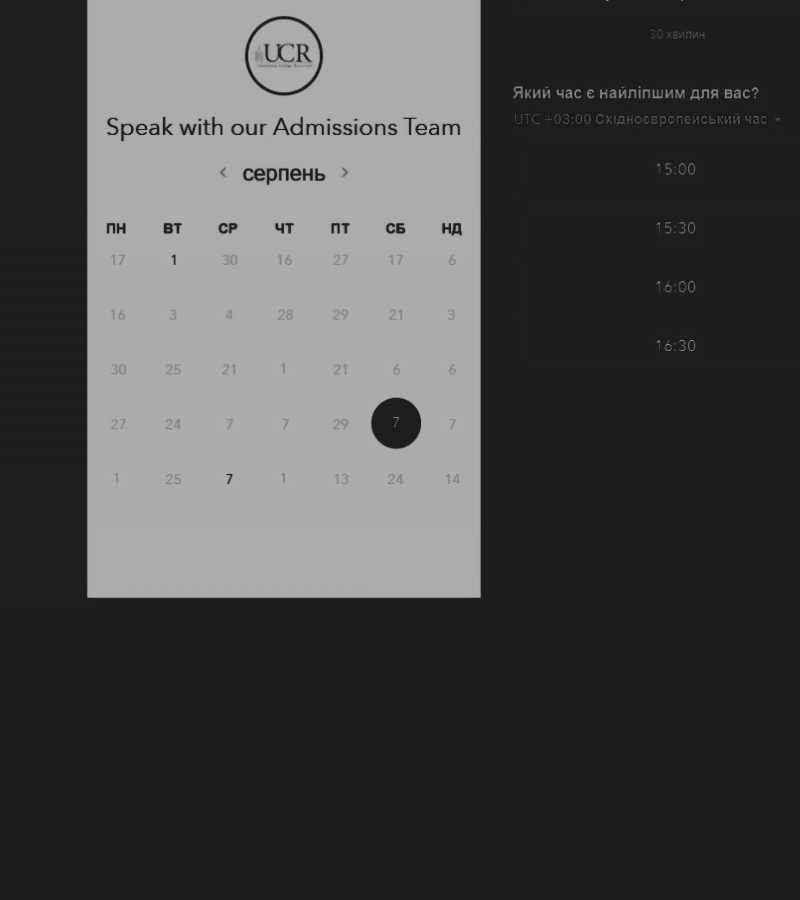 UCR
Speak with our Admissions Team
серпень
ПН ВТ СР ЧТ ПТ СБ НД
17 1 30 16 27 17 6
16 3 4 28 29 21 3
30 25 21 1 21 6 6
27 24 7 7 29 7 7
1 25 7 1 13 24 14
30 хвилин
Який час є найліпшим для вас?
UTC +03:00 Східноєвропейський час
15:00
15:30
16:00
16:30